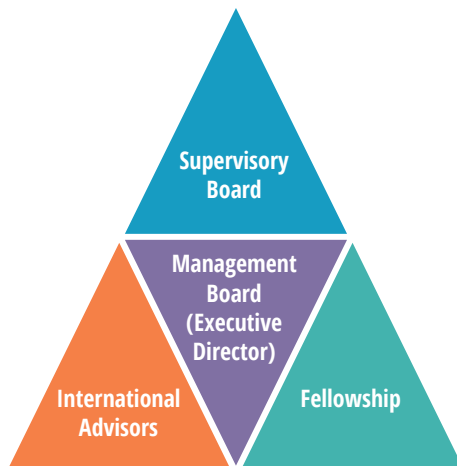 Supervisory
Board
Management
Board
(Executive
Director)
International
Advisors
Fellowship